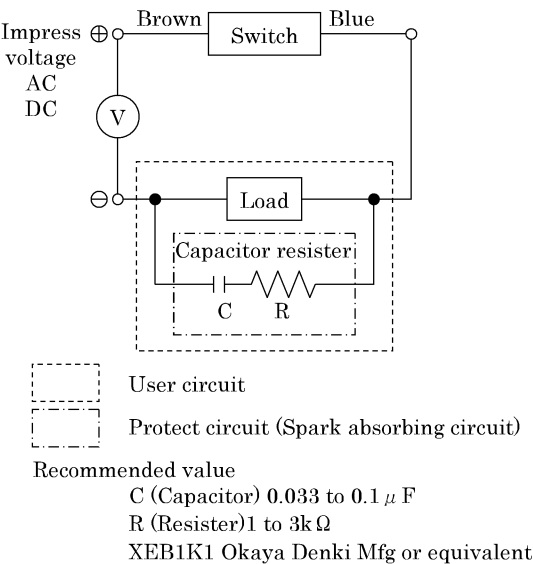 Impress
voltage
AC
DC
⊕
Brown
Switch
Blue
V
⊖
Load
Capacitor resister
C
R
User circuit
Protect circuit (Spark absorbing circuit)
Recommended value
C (Capacitor) 0.033 to 0.1 μ F
R (Resister)1 to 3k Ω
XEB1K1 Okaya Denki Mfg or equivalent